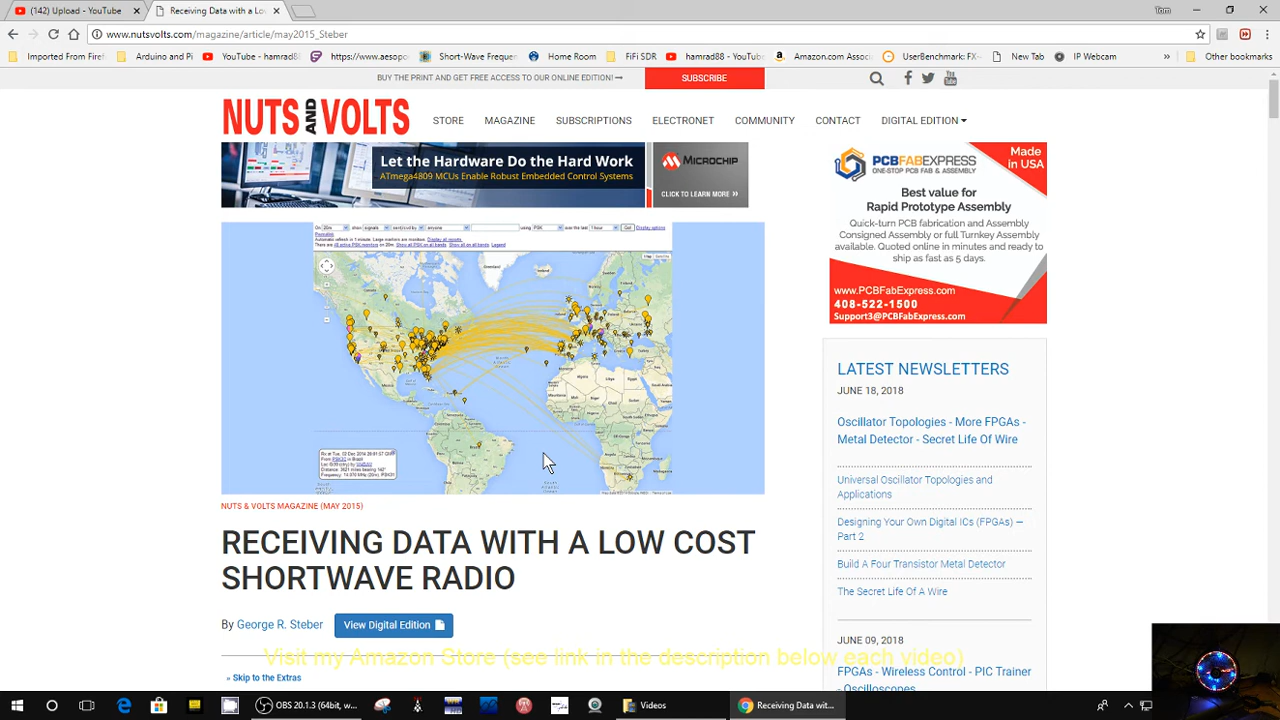 (142) Upload - YouTube
Receiving Data with a Lo
Tom
www.nutsvolts.com/magazine/article/may2015_Steber
Imported From Firef
Arduino and Pi
YouTube - hamrad88
https://www.aesopo
Short-Wave Frequen
Home Room
FiFi SDR
hamrad88 - YouTube
Amazon.com Associ
UserBenchmark: FX-
New Tab
IP Webcam
»
Other bookmarks
BUY THE PRINT AND GET FREE ACCESS TO OUR ONLINE EDITION!
SUBSCRIBE
NUTS AND VOLTS
STORE
MAGAZINE
SUBSCRIPTIONS
ELECTRONET
COMMUNITY
CONTACT
DIGITAL EDITION
Let the Hardware Do the Hard Work
ATmega4809 MCUs Enable Robust Embedded Control Systems
MICROCHIP
CLICK TO LEARN MORE »
PCBFABEXPRESS
ONE-STOP PCB FAB & ASSEMBLY
Made
in USA
Best value for
Rapid Prototype Assembly
Quick-turn PCB fabrication and Assembly
Consigned Assembly or full Turnkey Assembly
available. Quoted online in minutes and ready to
ship as fast as 5 days.
www.PCBFabExpress.com
408-522-1500
Support3@PCBFabExpress.com
NUTS & VOLTS MAGAZINE (MAY 2015)
RECEIVING DATA WITH A LOW COST
SHORTWAVE RADIO
By George R. Steber
View Digital Edition
Visit my Amazon Store (see link in the description below each video)
» Skip to the Extras
LATEST NEWSLETTERS
JUNE 18, 2018
Oscillator Topologies - More FPGAs -
Metal Detector - Secret Life Of Wire
Universal Oscillator Topologies and
Applications
Designing Your Own Digital ICs (FPGAs) —
Part 2
Build A Four Transistor Metal Detector
The Secret Life Of A Wire
JUNE 09, 2018
FPGAs - Wireless Control - PIC Trainer
- Oscilloscopes
OBS 20.1.3 (64bit, w...
Videos
Receiving Data wit...